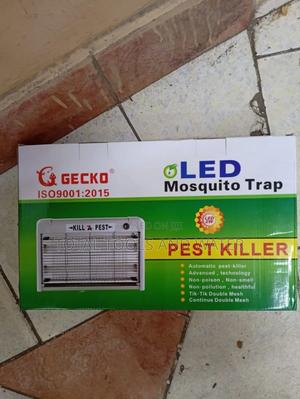 GECKO
ISO9001:2015
LED
Mosquito Trap
KILL PEST
PEST KILLER
Automatic pest-killer
Advanced, technology
Non-poison, Non-small
Non-pollution, healthful
Tik-Tik Double Mesh
Continue Double Mesh